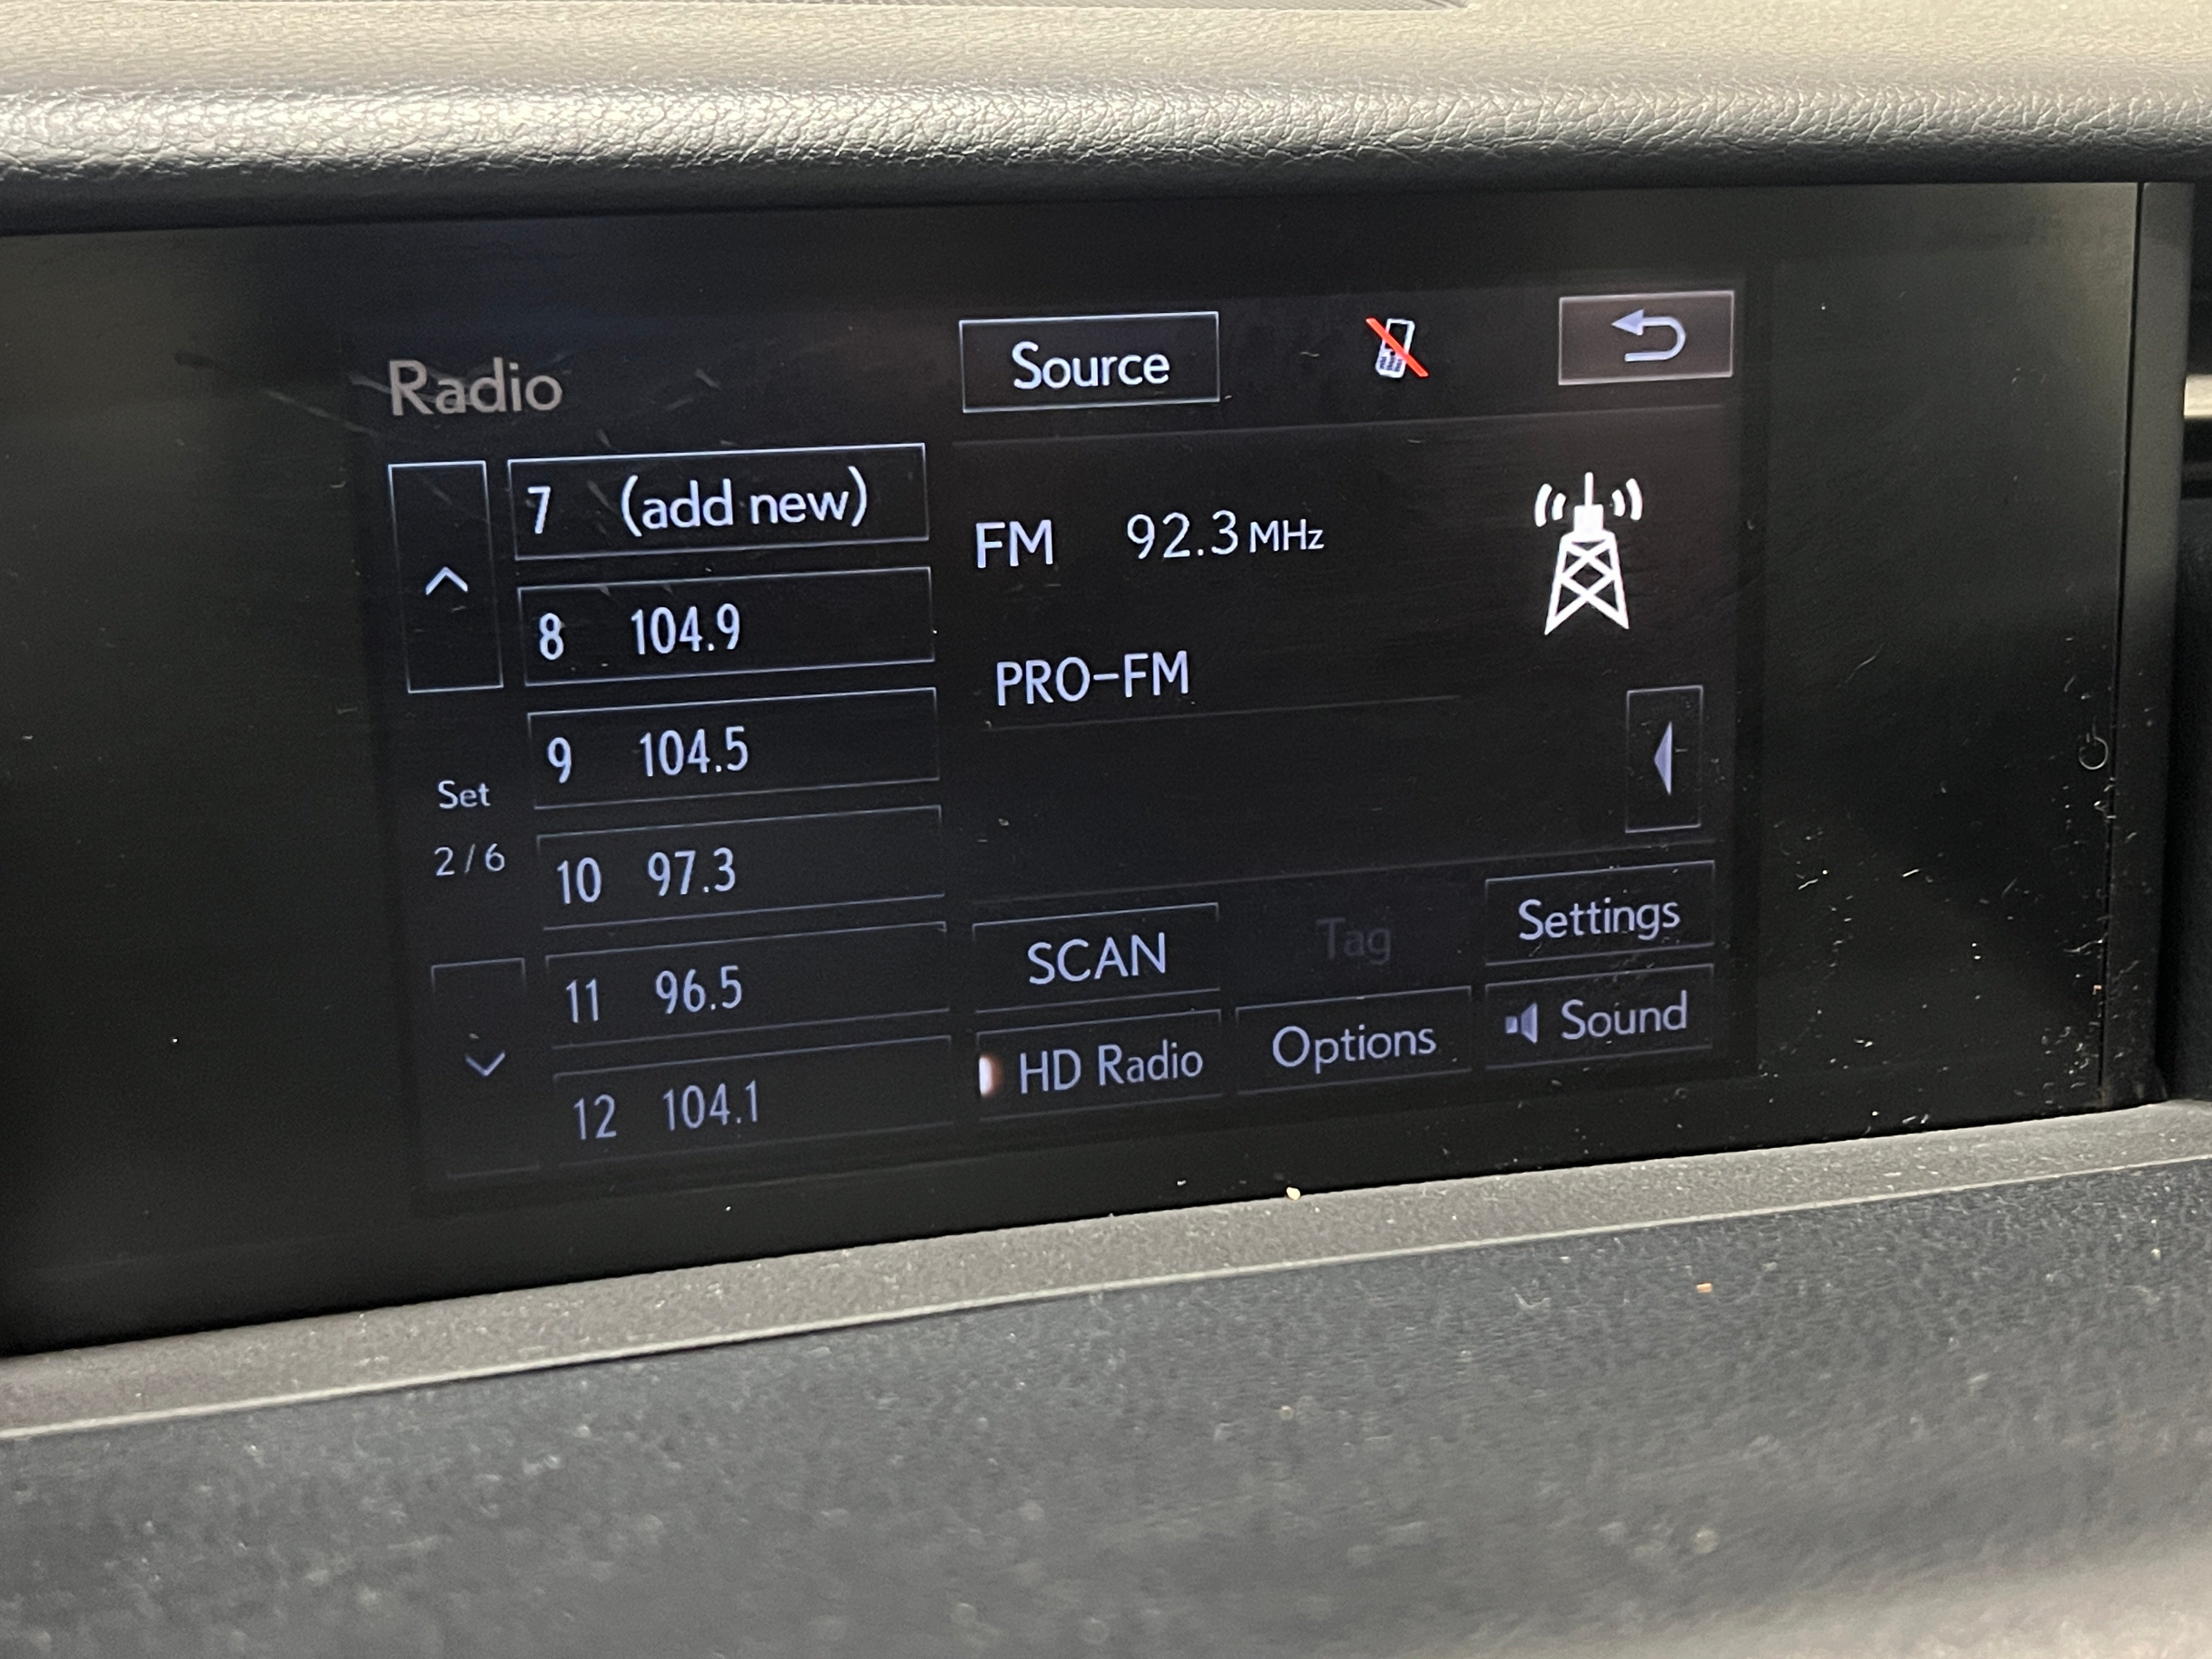 Radio
Source
7 (add new)
8 104.9
9 104.5
10 97.3
11 96.5
12 104.1
Set
2/6
FM 92.3 MHz
PRO-FM
SCAN
Tag
Settings
HD Radio
Options
Sound